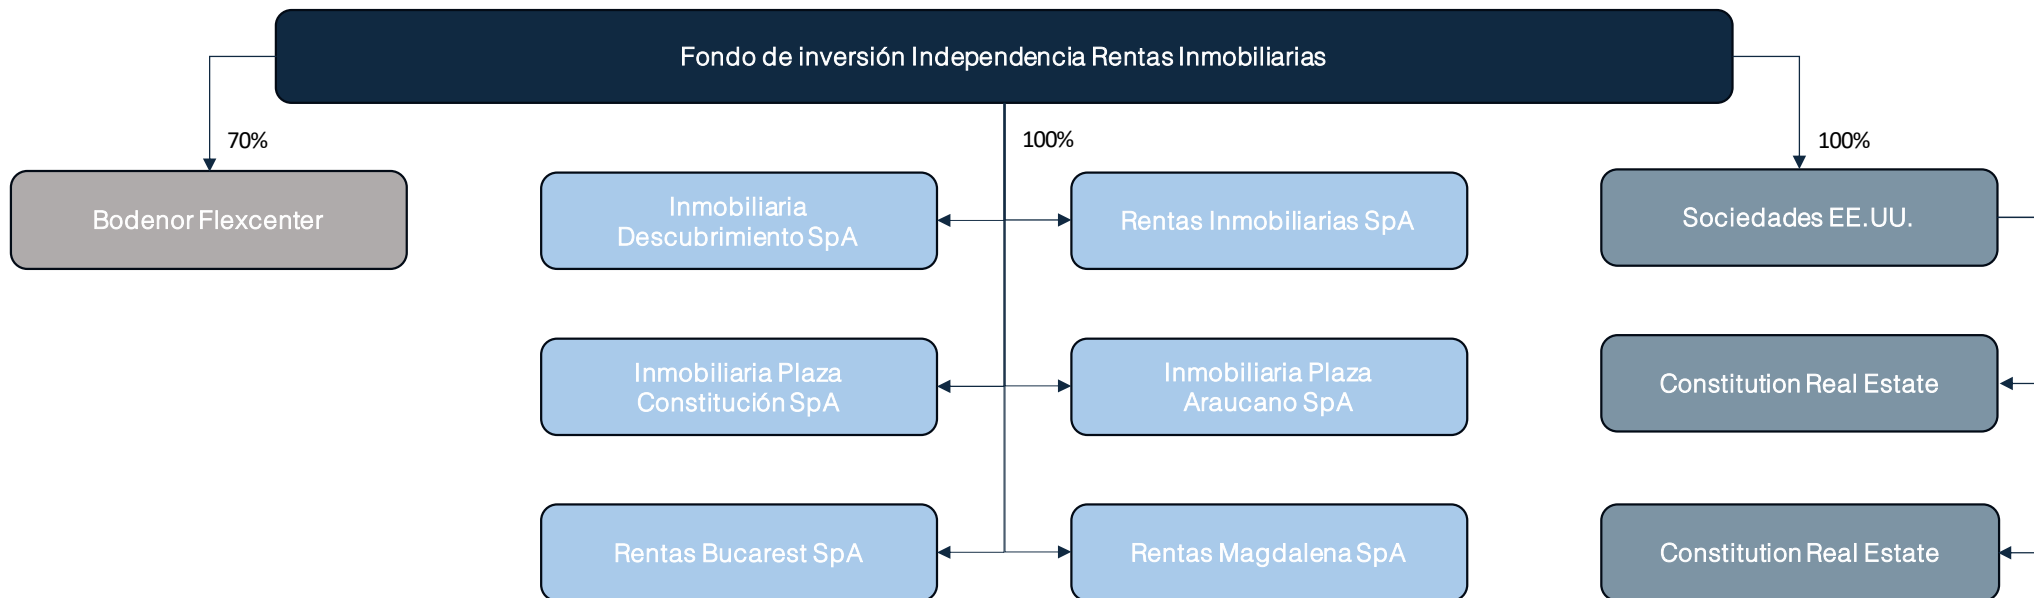 Fondo de inversión Independencia Rentas Inmobiliarias
70%
100%
100%
Bodenor Flexcenter
Inmobiliaria
Descubrimiento SpA
Rentas Inmobiliarias SpA
Sociedades EE.UU.
Inmobiliaria Plaza
Constitución SpA
Inmobiliaria Plaza
Araucano SpA
Constitution Real Estate
Rentas Bucarest SpA
Rentas Magdalena SpA
Constitution Real Estate